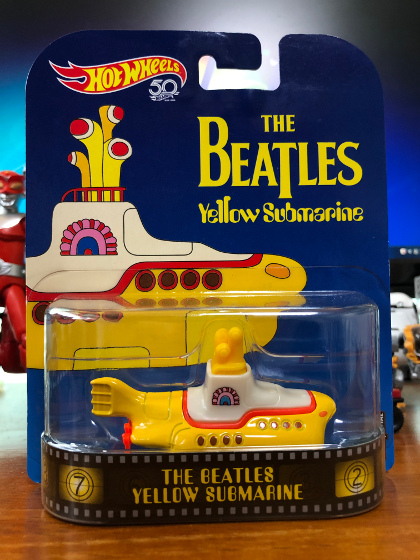 HOT WHEELS
50
THE
BEATLES
Yellow Submarine
7
THE BEATLES
YELLOW SUBMARINE
2